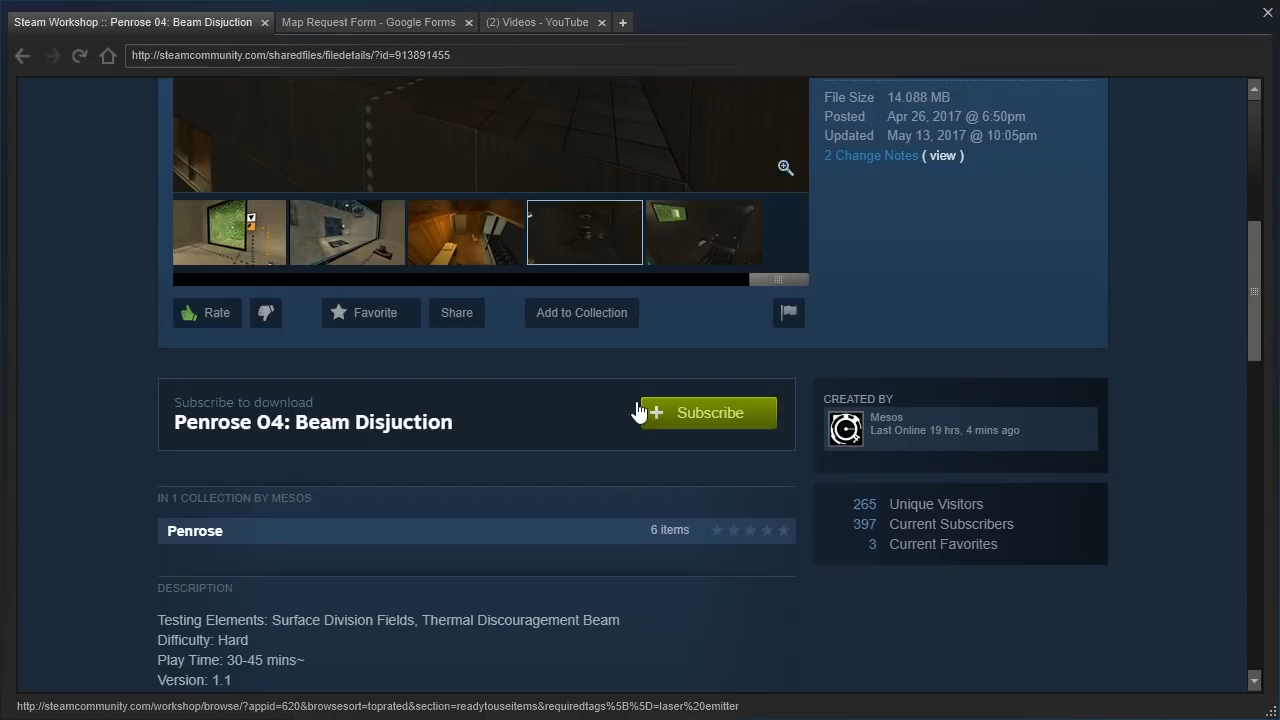 Steam Workshop :: Penrose 04: Beam Disjuction
Map Request Form - Google Forms
(2) Videos - YouTube
http://steamcommunity.com/sharedfiles/filedetails/?id=913891455
File Size 14.088 MB
Posted Apr 26, 2017 @ 6:50pm
Updated May 13, 2017 @ 10:05pm
2 Change Notes ( view )
Rate
Favorite
Share
Add to Collection
Subscribe to download
Penrose 04: Beam Disjuction
Subscribe
CREATED BY
Mesos
Last Online 19 hrs, 4 mins ago
IN 1 COLLECTION BY MESOS
Penrose 6 items
265 Unique Visitors
397 Current Subscribers
3 Current Favorites
DESCRIPTION
Testing Elements: Surface Division Fields, Thermal Discouragement Beam
Difficulty: Hard
Play Time: 30-45 mins~
Version: 1.1
http://steamcommunity.com/workshop/browse/?appid=620&browsesort=toprated&section=readytouseitems&requiredtags%5B%5D=laser%20emitter